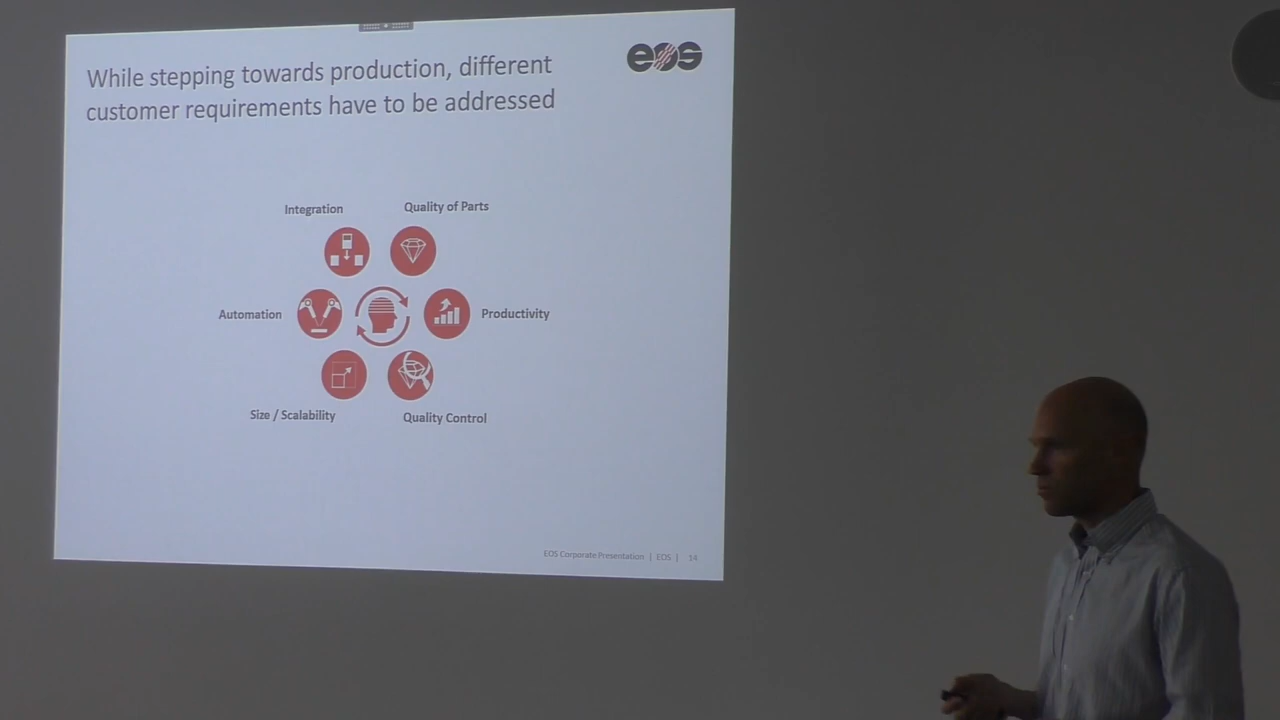 While stepping towards production, different
customer requirements have to be addressed
eos
Integration
Quality of Parts
Automation
Productivity
Size / Scalability
Quality Control
EOS Corporate Presentation | EOS | 14